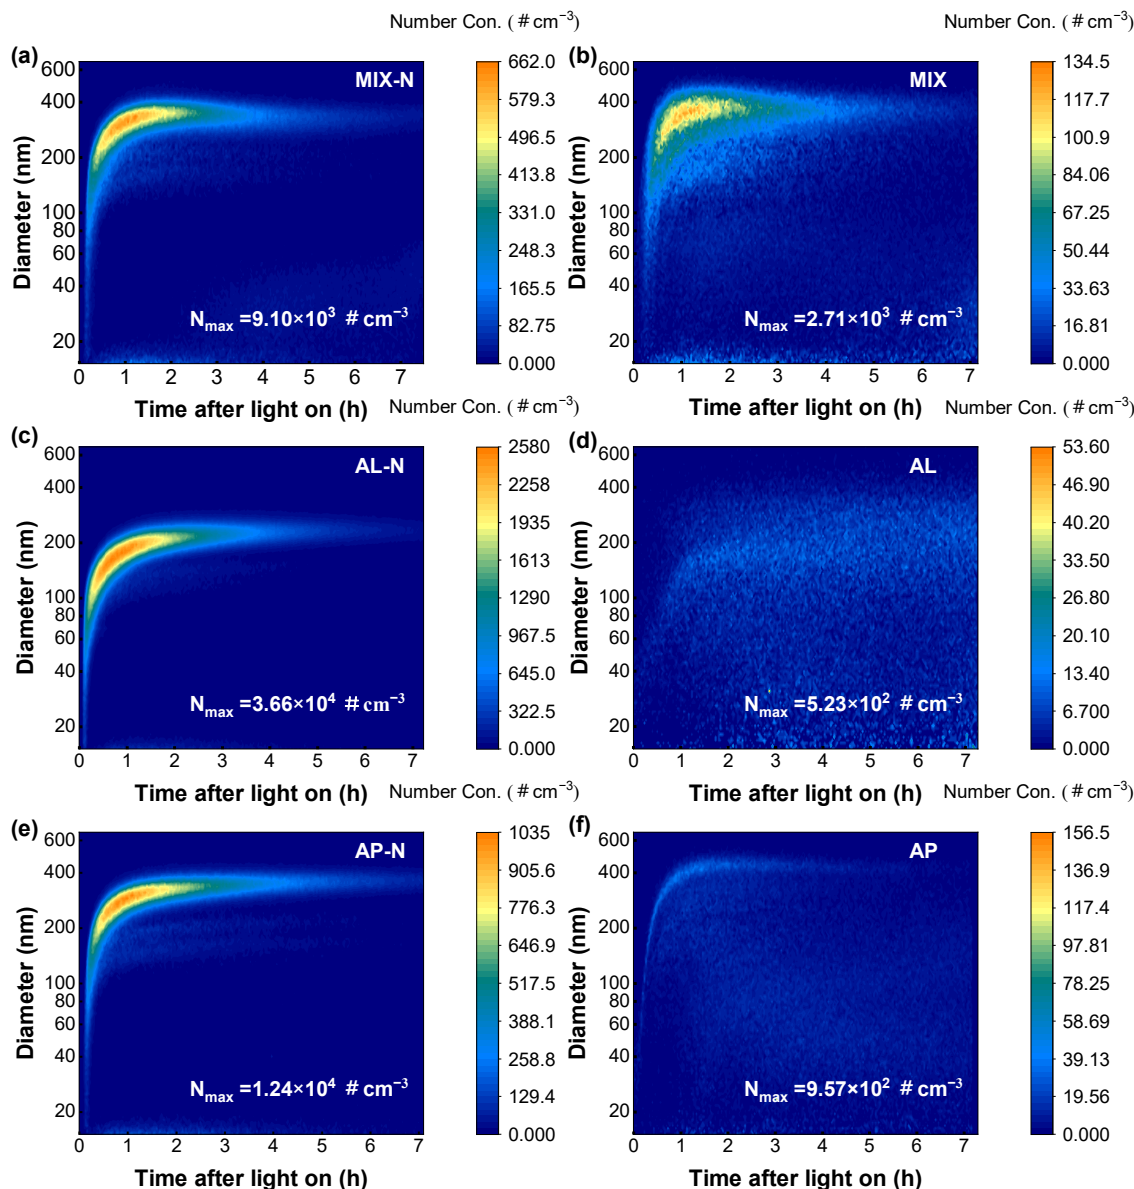 Number Con. (＃cm⁻³)
(a)
MIX-N
600
400
200
100
80
60
40
20
Diameter (nm)
Nmax =9.10×10³ ＃cm⁻³
0 1 2 3 4 5 6 7
Time after light on (h)
662.0
579.3
496.5
413.8
331.0
248.3
165.5
82.75
0.000
Number Con. (＃cm⁻³)
(b)
MIX
600
400
200
100
80
60
40
20
Diameter (nm)
Nmax =2.71×10³ ＃cm⁻³
0 1 2 3 4 5 6 7
Time after light on (h)
134.5
117.7
100.9
84.06
67.25
50.44
33.63
16.81
0.000
Number Con. (＃cm⁻³)
(c)
AL-N
600
400
200
100
80
60
40
20
Diameter (nm)
Nmax =3.66×10⁴ ＃cm⁻³
0 1 2 3 4 5 6 7
Time after light on (h)
2580
2258
1935
1613
1290
967.5
645.0
322.5
0.000
Number Con. (＃cm⁻³)
(d)
AL
600
400
200
100
80
60
40
20
Diameter (nm)
Nmax =5.23×10² ＃cm⁻³
0 1 2 3 4 5 6 7
Time after light on (h)
53.60
46.90
40.20
33.50
26.80
20.10
13.40
6.700
0.000
Number Con. (＃cm⁻³)
(e)
AP-N
600
400
200
100
80
60
40
20
Diameter (nm)
Nmax =1.24×10⁴ ＃cm⁻³
0 1 2 3 4 5 6 7
Time after light on (h)
1035
905.6
776.3
646.9
517.5
388.1
258.8
129.4
0.000
Number Con. (＃cm⁻³)
(f)
AP
600
400
200
100
80
60
40
20
Diameter (nm)
Nmax =9.57×10² ＃cm⁻³
0 1 2 3 4 5 6 7
Time after light on (h)
156.5
136.9
117.4
97.81
78.25
58.69
39.13
19.56
0.000